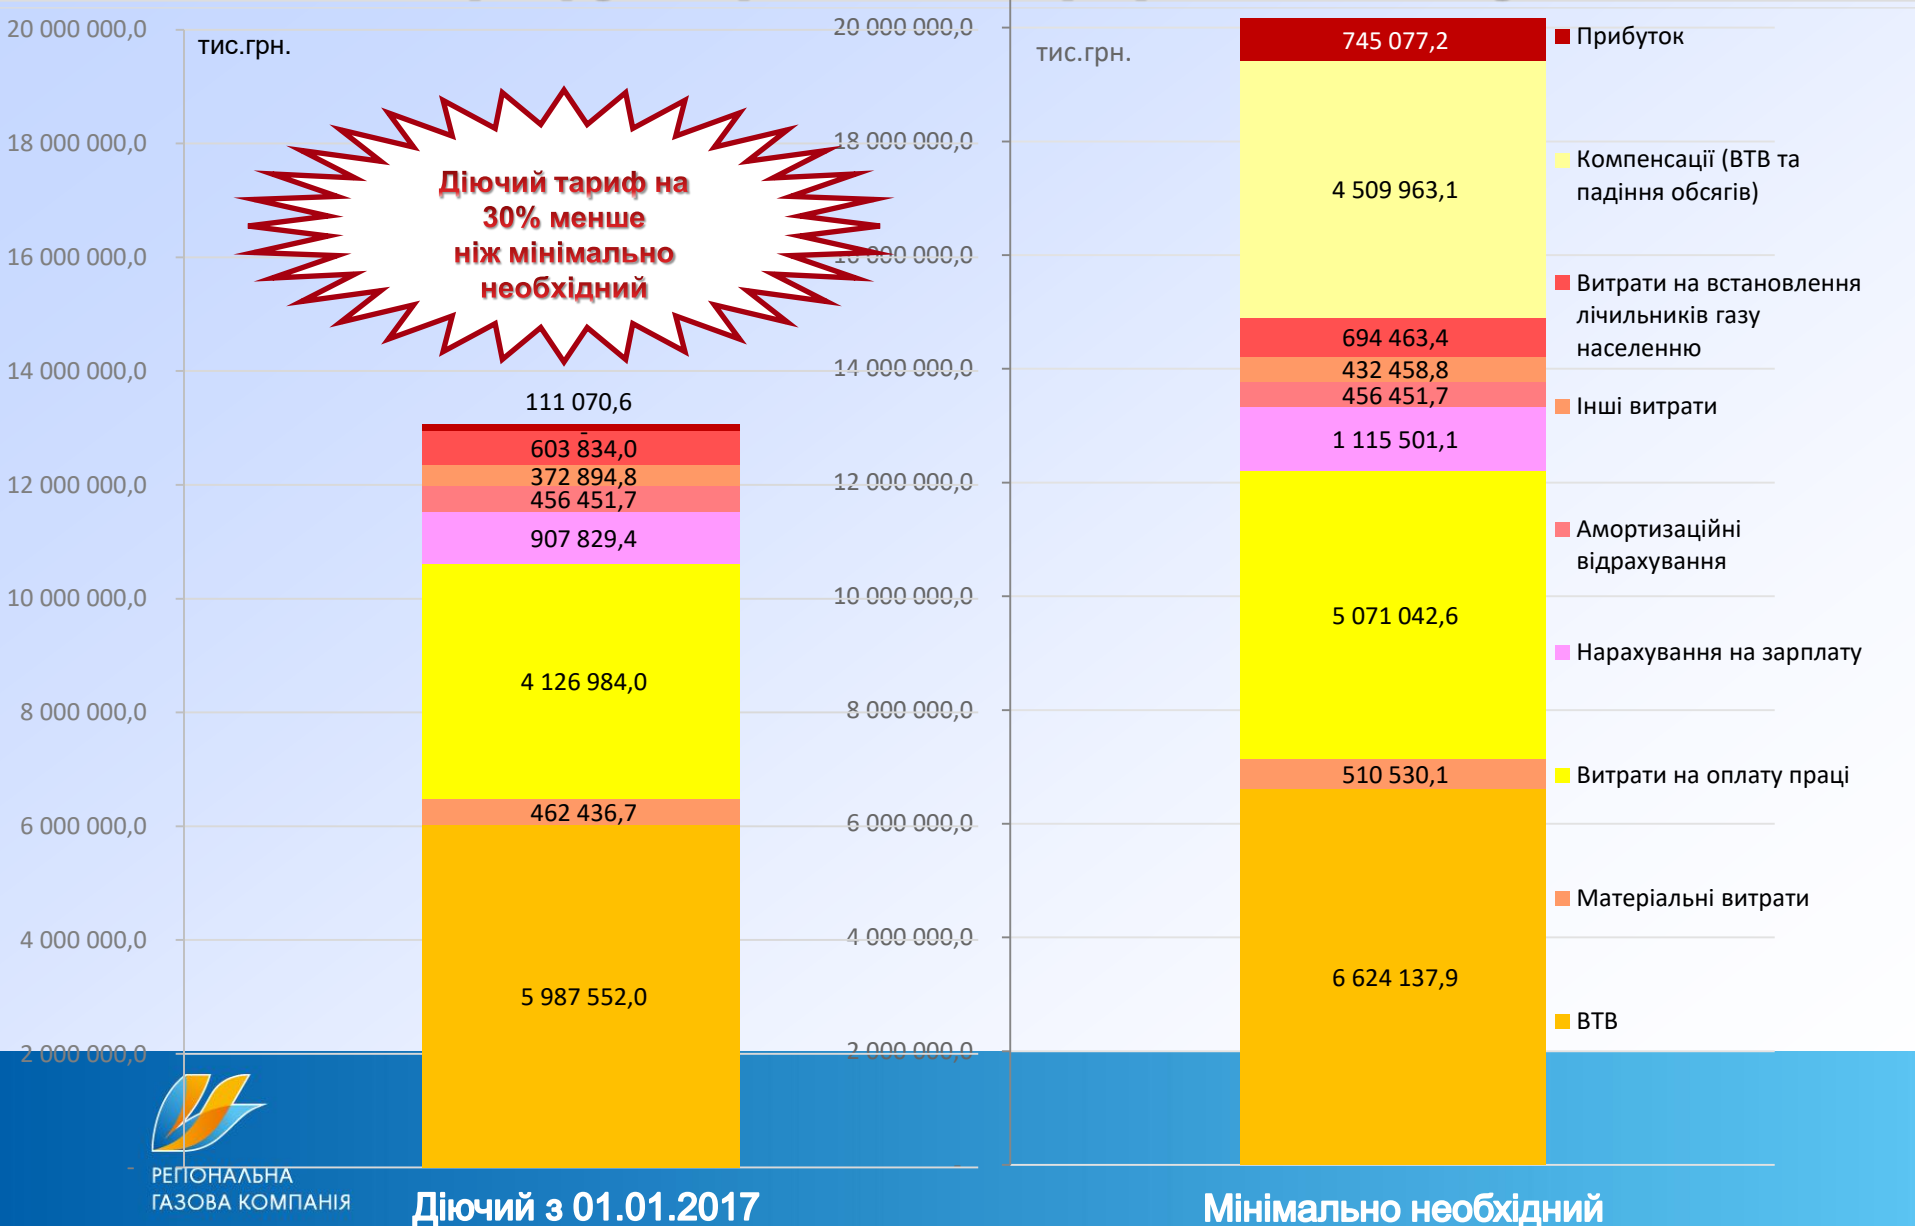 тис.грн.
20 000 000,0
18 000 000,0
16 000 000,0
14 000 000,0
12 000 000,0
10 000 000,0
8 000 000,0
6 000 000,0
4 000 000,0
2 000 000,0
-
Діючий тариф на
30% менше
ніж мінімально
необхідний
111 070,6
-
603 834,0
372 894,8
456 451,7
907 829,4
4 126 984,0
462 436,7
5 987 552,0
Діючий з 01.01.2017
РЕГІОНАЛЬНА
ГАЗОВА КОМПАНІЯ
тис.грн.
20 000 000,0
18 000 000,0
16 000 000,0
14 000 000,0
12 000 000,0
10 000 000,0
8 000 000,0
6 000 000,0
4 000 000,0
2 000 000,0
-
745 077,2
4 509 963,1
694 463,4
432 458,8
456 451,7
1 115 501,1
5 071 042,6
510 530,1
6 624 137,9
Мінімально необхідний
Прибуток
Компенсації (ВТВ та
падіння обсягів)
Витрати на встановлення
лічильників газу
населенню
Інші витрати
Амортизаційні
відрахування
Нарахування на зарплату
Витрати на оплату праці
Матеріальні витрати
ВТВ